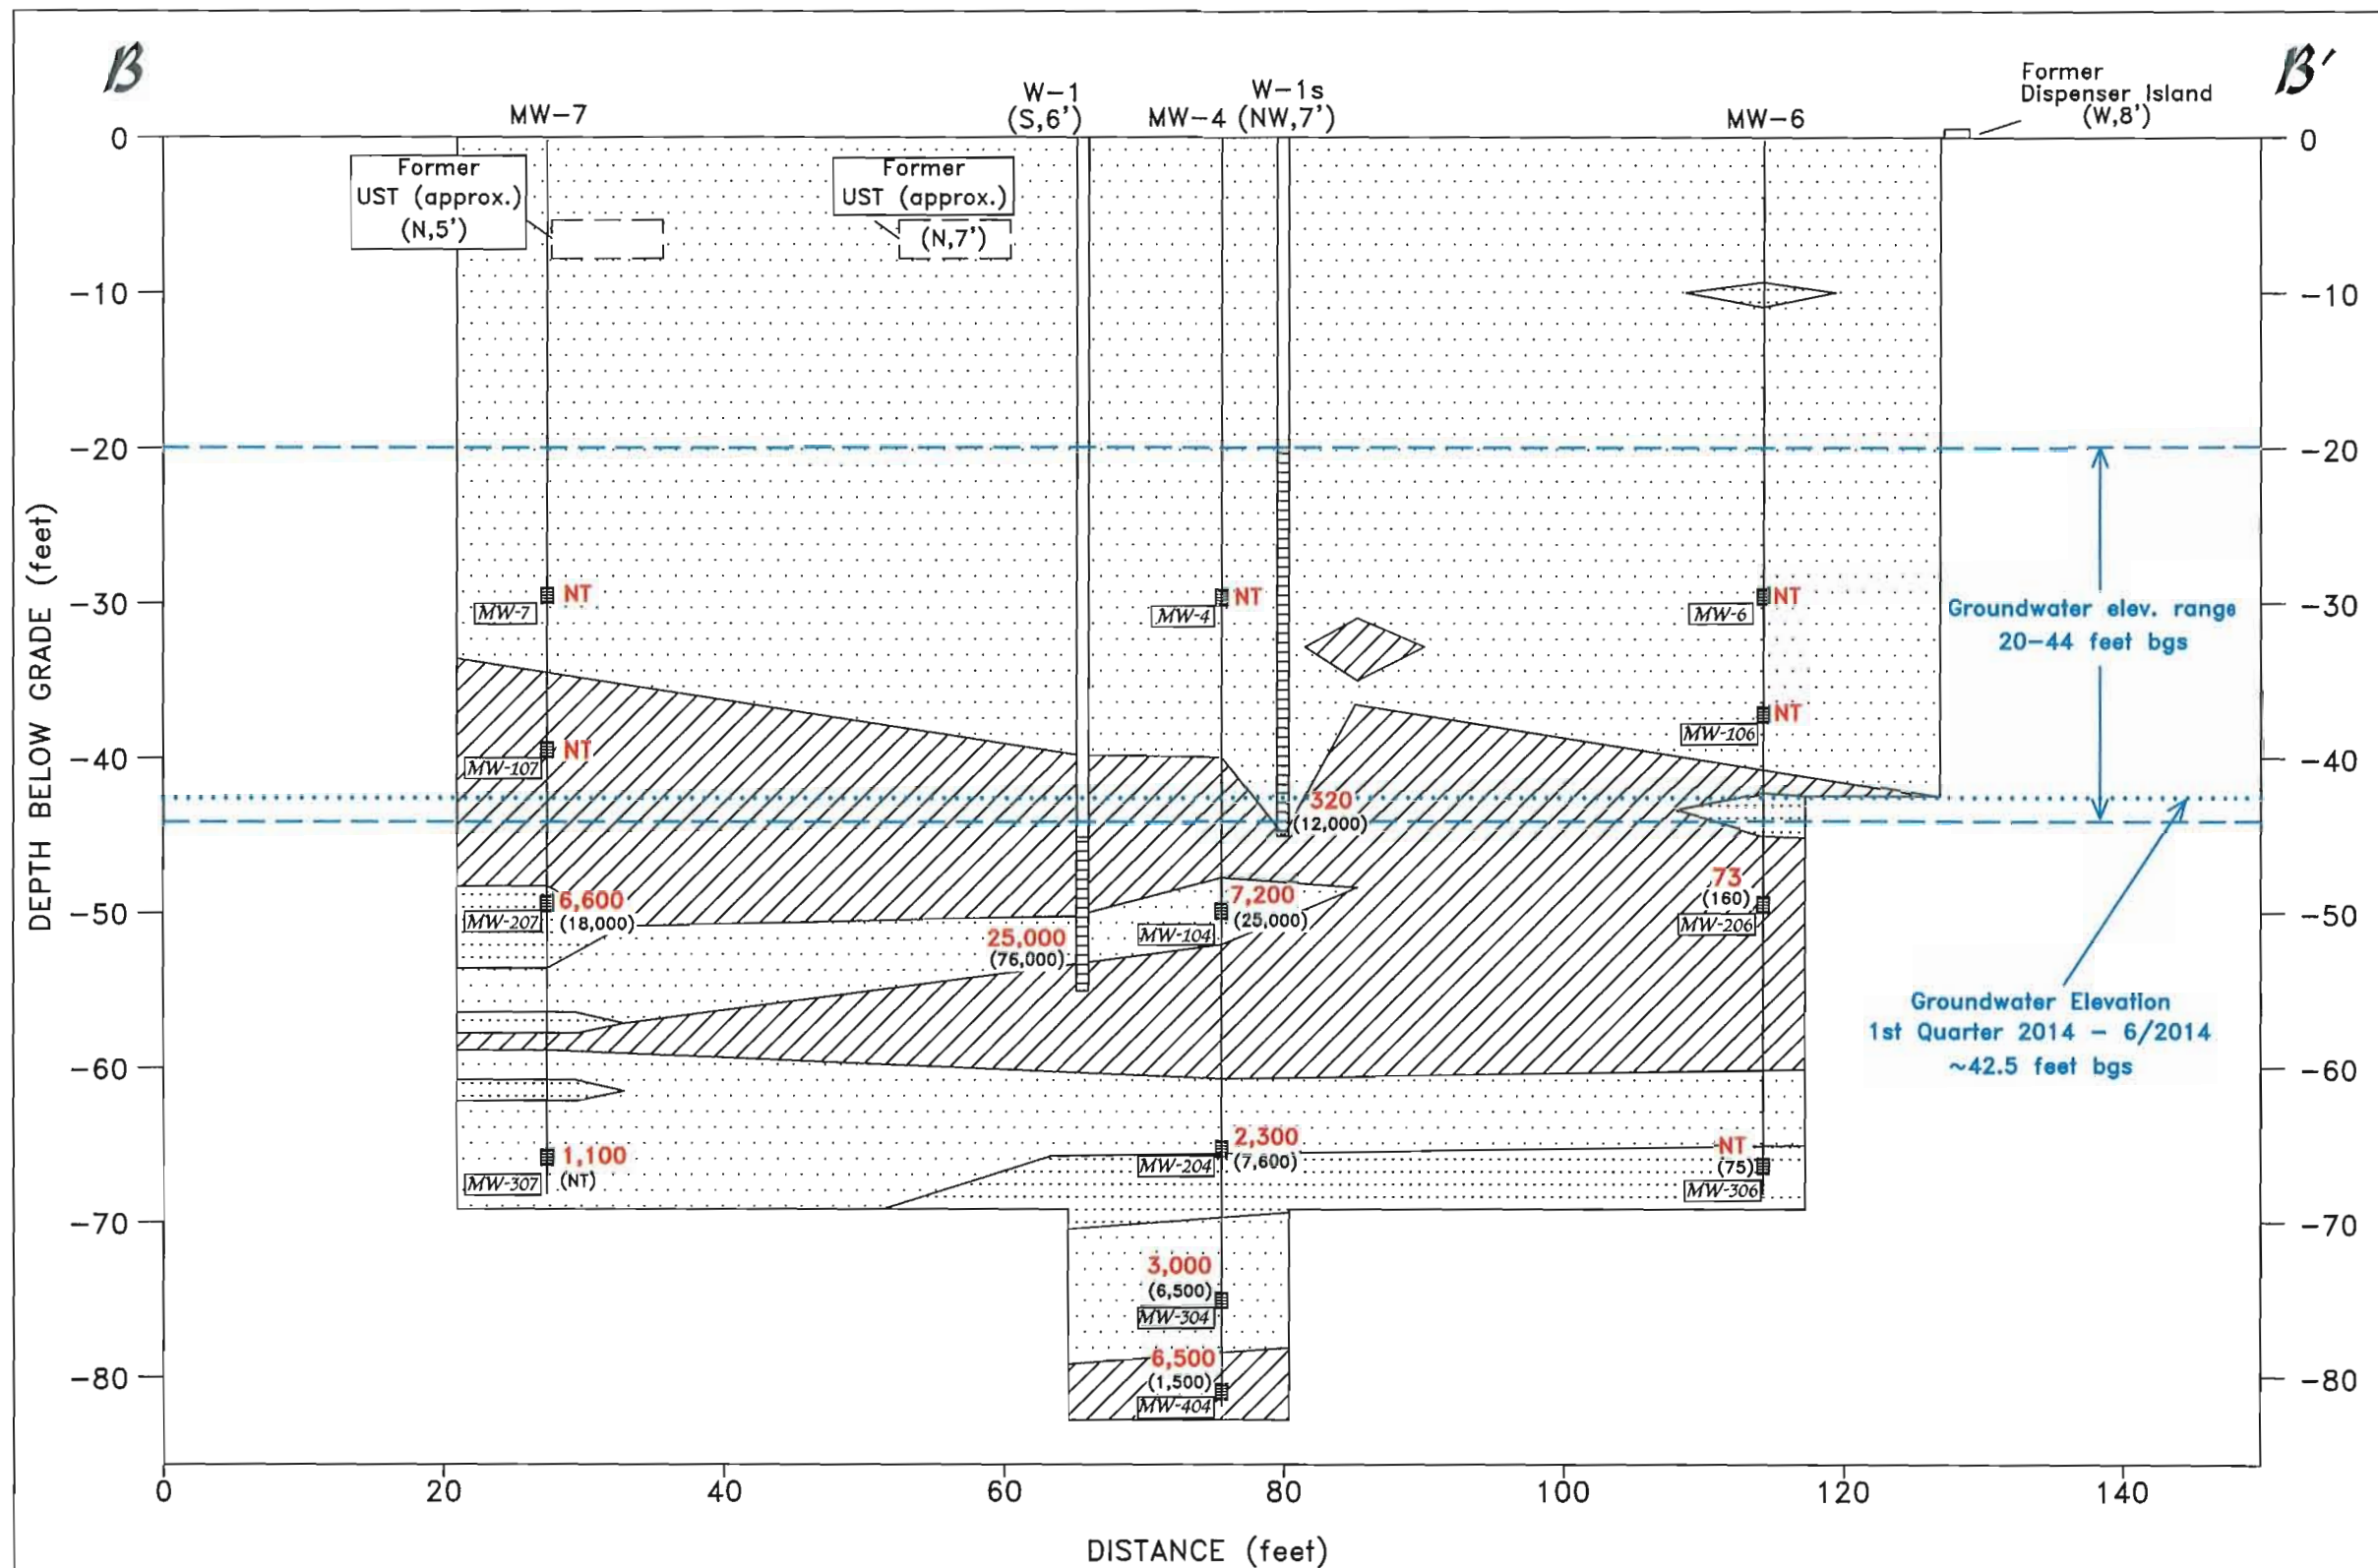 B
B'
MW-7
W-1
(S,6')
MW-4
W-1s
(NW,7')
MW-6
Former
Dispenser Island
(W,8')
0
-10
-20
-30
-40
-50
-60
-70
-80
DEPTH BELOW GRADE (feet)
Former
UST (approx.)
(N,5')
Former
UST (approx.)
(N,7')
NT
MW-7
NT
MW-4
NT
MW-6
NT
MW-107
NT
MW-106
320
(12,000)
6,600
(18,000)
MW-207
25,000
(76,000)
7,200
(25,000)
MW-104
73
(160)
MW-206
1,100
(NT)
MW-307
2,300
(7,600)
MW-204
NT
(75)
MW-306
3,000
(6,500)
MW-304
6,500
(1,500)
MW-404
Groundwater elev. range
20-44 feet bgs
Groundwater Elevation
1st Quarter 2014 - 6/2014
~42.5 feet bgs
0
-10
-20
-30
-40
-50
-60
-70
-80
0
20
40
60
80
100
120
140
DISTANCE (feet)